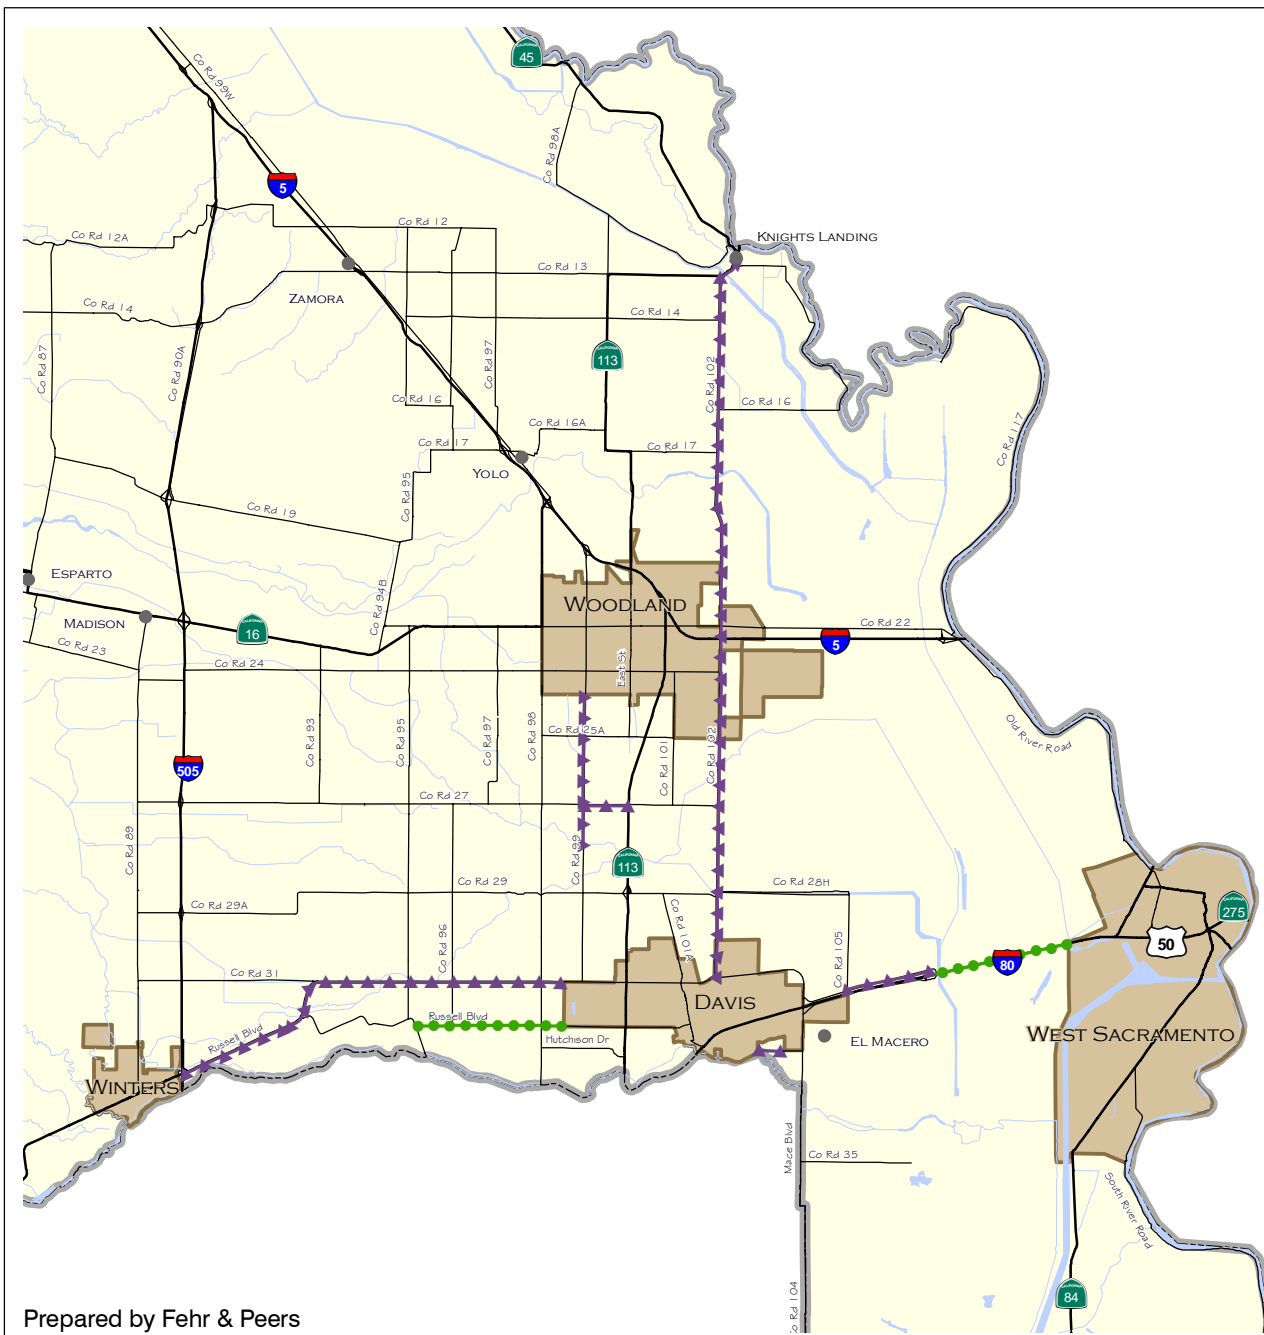 CALIFORNIA
45
Co Rd 99W
Co Rd 98A
5
Co Rd 12
Co Rd 12A
KNIGHTS LANDING
Co Rd 13
ZAMORA
Co Rd 14
Co Rd 14
Co Rd 87
Co Rd 90A
Co Rd 97
CALIFORNIA
113
Co Rd 102
Co Rd 16
Co Rd 16
Co Rd 16A
Co Rd 117
Co Rd 17
Co Rd 17
YOLO
Co Rd 95
Co Rd 19
ESPARTO
Co Rd 94B
WOODLAND
MADISON
CALIFORNIA
16
Co Rd 22
5
Co Rd 23
Co Rd 24
East St
Co Rd 93
Co Rd 95
Co Rd 97
Co Rd 98
Co Rd 25A
Co Rd 101
Co Rd 102
Old River Road
505
Co Rd 27
Co Rd 89
Co Rd 99
CALIFORNIA
113
Co Rd 29
Co Rd 28H
Co Rd 29A
Co Rd 96
Co Rd 101A
Co Rd 105
CALIFORNIA
275
50
80
Co Rd 31
DAVIS
Russell Blvd
Russell Blvd
Hutchison Dr
EL MACERO
WEST SACRAMENTO
WINTERS
Mace Blvd
Co Rd 35
South River Road
CALIFORNIA
84
Co Rd 104
Prepared by Fehr & Peers